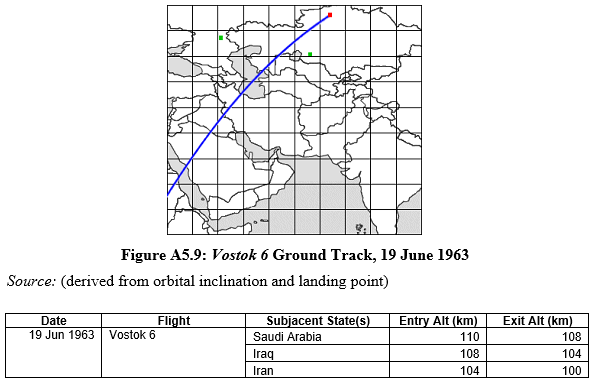 Figure A5.9: Vostok 6 Ground Track, 19 June 1963
Source: (derived from orbital inclination and landing point)
Date Flight Subjacent State(s) Entry Alt (km) Exit Alt (km)
19 Jun 1963 Vostok 6 Saudi Arabia 110 108
Iraq 108 104
Iran 104 100